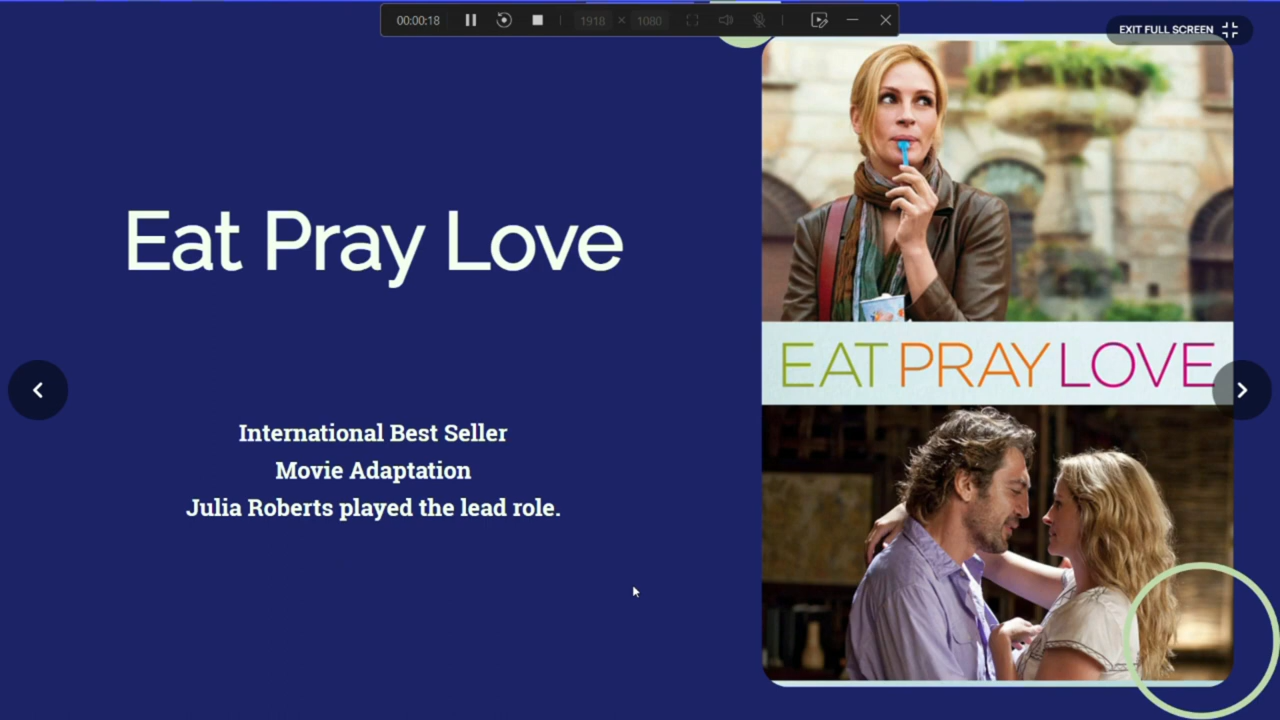 00:00:18
1918 × 1080
EXIT FULL SCREEN
Eat Pray Love
International Best Seller
Movie Adaptation
Julia Roberts played the lead role.
EAT PRAY LOVE